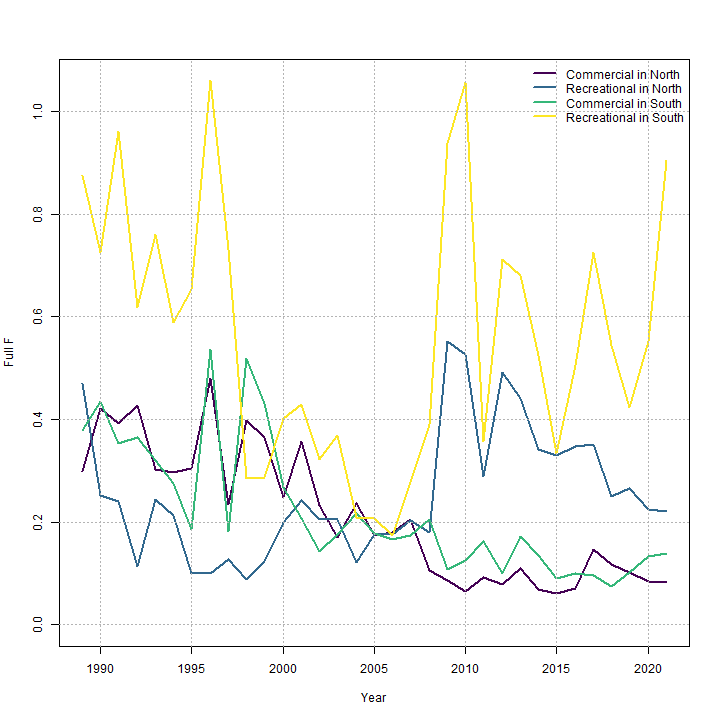 Commercial in North
Recreational in North
Commercial in South
Recreational in South
Full F
1.0
0.8
0.6
0.4
0.2
0.0
1990 1995 2000 2005 2010 2015 2020
Year